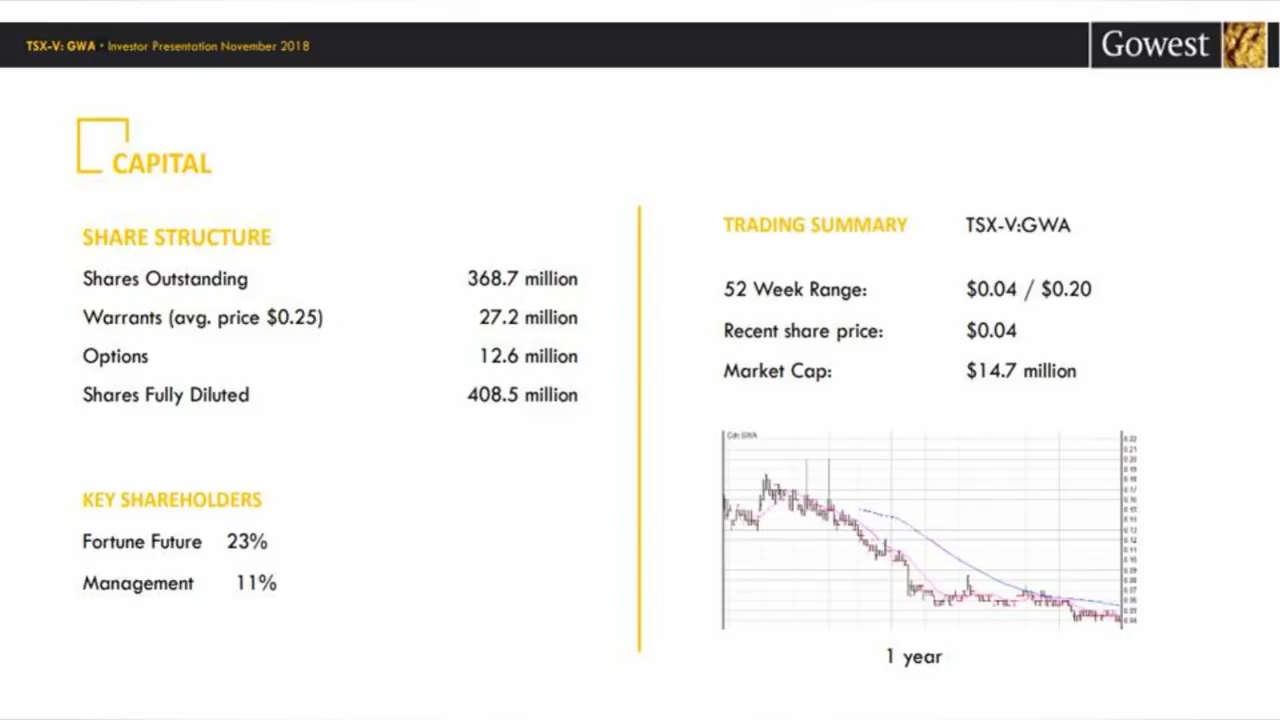 TSX-V: GWA • Investor Presentation November 2018
Gowest
CAPITAL
SHARE STRUCTURE
Shares Outstanding 368.7 million
Warrants (avg. price $0.25) 27.2 million
Options 12.6 million
Shares Fully Diluted 408.5 million
KEY SHAREHOLDERS
Fortune Future 23%
Management 11%
TRADING SUMMARY TSX-V:GWA
52 Week Range: $0.04 / $0.20
Recent share price: $0.04
Market Cap: $14.7 million
1 year